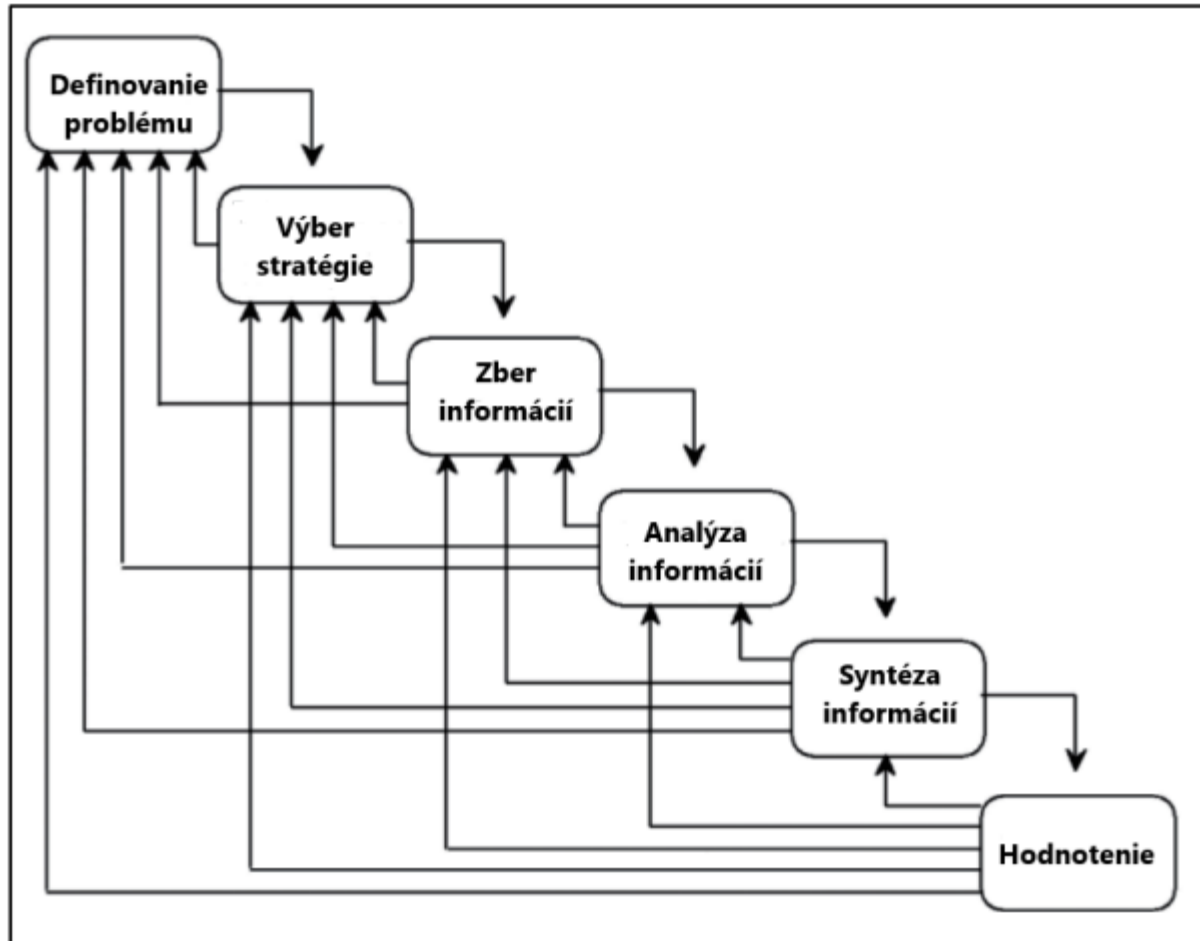 Definovanie
problému
Výber
stratégie
Zber
informácií
Analýza
informácií
Syntéza
informácií
Hodnotenie